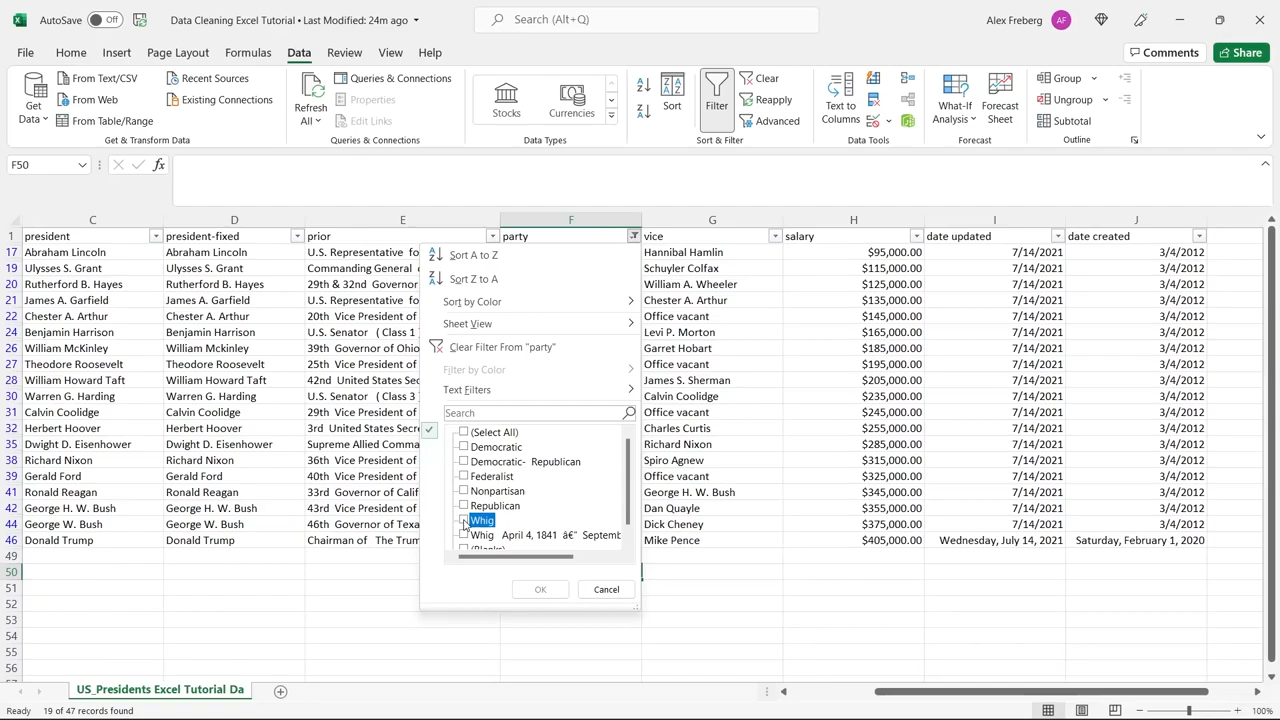 AutoSave Off Data Cleaning Excel Tutorial • Last Modified: 24m ago Search (Alt+Q) Alex Freberg AF
File Home Insert Page Layout Formulas Data Review View Help Comments Share
Get Data
From Text/CSV
From Web
From Table/Range
Recent Sources
Existing Connections
Get & Transform Data
Refresh All
Queries & Connections
Properties
Edit Links
Queries & Connections
Stocks Currencies
Data Types
Sort
Filter
Clear
Reapply
Advanced
Sort & Filter
Text to Columns
Data Tools
What-If Analysis
Forecast Sheet
Forecast
Group
Ungroup
Subtotal
Outline
F50 fx
C D E F G H I J
1 president president-fixed prior party vice salary date updated date created
17 Abraham Lincoln Abraham Lincoln U.S. Representative fo Hannibal Hamlin $95,000.00 7/14/2021 3/4/2012
19 Ulysses S. Grant Ulysses S. Grant Commanding General o Schuyler Colfax $115,000.00 7/14/2021 3/4/2012
20 Rutherford B. Hayes Rutherford B. Hayes 29th & 32nd Governor William A. Wheeler $125,000.00 7/14/2021 3/4/2012
21 James A. Garfield James A. Garfield U.S. Representative fo Chester A. Arthur $135,000.00 7/14/2021 3/4/2012
22 Chester A. Arthur Chester A. Arthur 20th Vice President of Office vacant $145,000.00 7/14/2021 3/4/2012
24 Benjamin Harrison Benjamin Harrison U.S. Senator ( Class 1 Levi P. Morton $165,000.00 7/14/2021 3/4/2012
26 William McKinley William Mckinley 39th Governor of Ohio Garret Hobart $185,000.00 7/14/2021 3/4/2012
27 Theodore Roosevelt Theodore Roosevelt 25th Vice President of Office vacant $195,000.00 7/14/2021 3/4/2012
28 William Howard Taft William Howard Taft 42nd United States Sec James S. Sherman $205,000.00 7/14/2021 3/4/2012
30 Warren G. Harding Warren G. Harding U.S. Senator ( Class 3 Calvin Coolidge $235,000.00 7/14/2021 3/4/2012
31 Calvin Coolidge Calvin Coolidge 29th Vice President of Office vacant $245,000.00 7/14/2021 3/4/2012
32 Herbert Hoover Herbert Hoover 3rd United States Secr Charles Curtis $255,000.00 7/14/2021 3/4/2012
35 Dwight D. Eisenhower Dwight D. Eisenhower Supreme Allied Comma Richard Nixon $285,000.00 7/14/2021 3/4/2012
38 Richard Nixon Richard Nixon 36th Vice President of Spiro Agnew $315,000.00 7/14/2021 3/4/2012
39 Gerald Ford Gerald Ford 40th Vice President of Office vacant $325,000.00 7/14/2021 3/4/2012
41 Ronald Reagan Ronald Reagan 33rd Governor of Calif George H. W. Bush $345,000.00 7/14/2021 3/4/2012
42 George H. W. Bush George H. W. Bush 43rd Vice President of Dan Quayle $355,000.00 7/14/2021 3/4/2012
44 George W. Bush George W. Bush 46th Governor of Texa Dick Cheney $375,000.00 7/14/2021 3/4/2012
46 Donald Trump Donald Trump Chairman of The Trum Mike Pence $405,000.00 Wednesday, July 14, 2021 Saturday, February 1, 2020
49
50
51
52
53
54
55
56
Sort A to Z
Sort Z to A
Sort by Color
Sheet View
Clear Filter From "party"
Filter by Color
Text Filters
Search
(Select All)
Democratic
Democratic- Republican
Federalist
Nonpartisan
Republican
Whig
Whig April 4, 1841 â€“ Septemb
(Blanks)
OK Cancel
US_Presidents Excel Tutorial Da
Ready 19 of 47 records found 100%